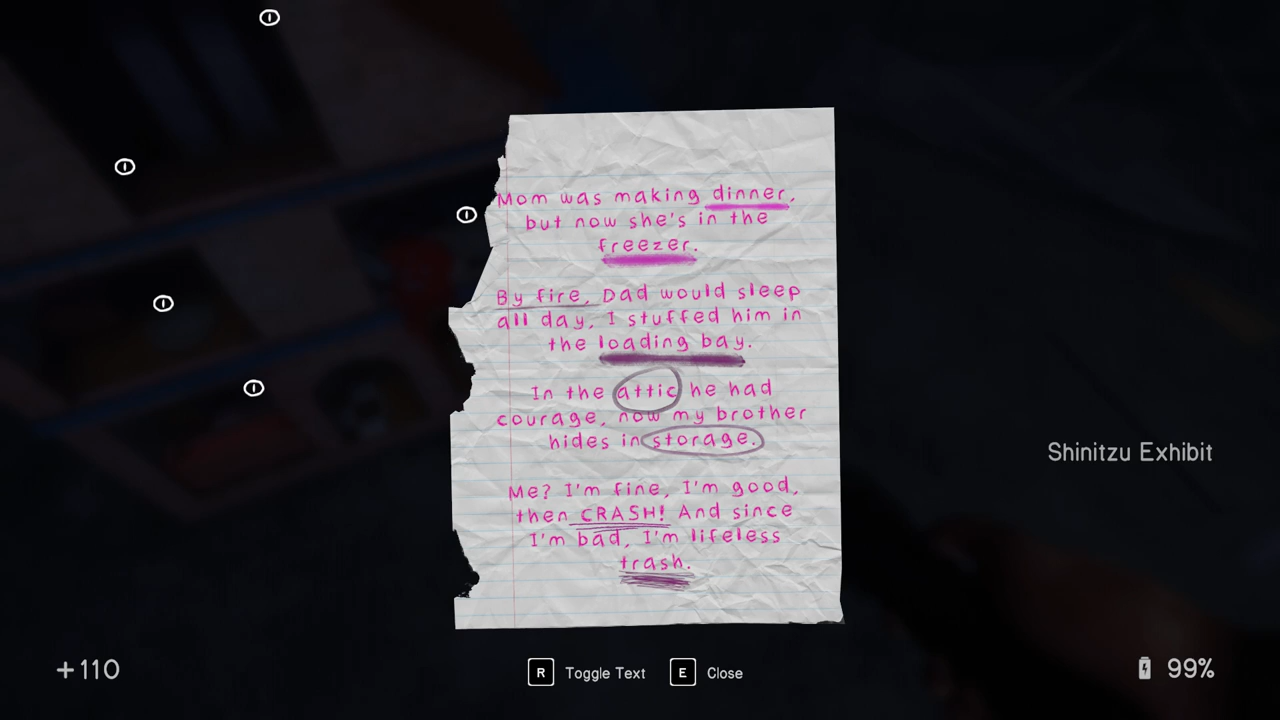 Mom was making dinner,
but now she's in the
freezer.
By fire, Dad would sleep
all day, I stuffed him in
the loading bay.
In the attic he had
courage, now my brother
hides in storage.
Me? I'm fine, I'm good,
then CRASH! And since
I'm bad, I'm lifeless
trash.
Shinitzu Exhibit
+110
R Toggle Text E Close
99%